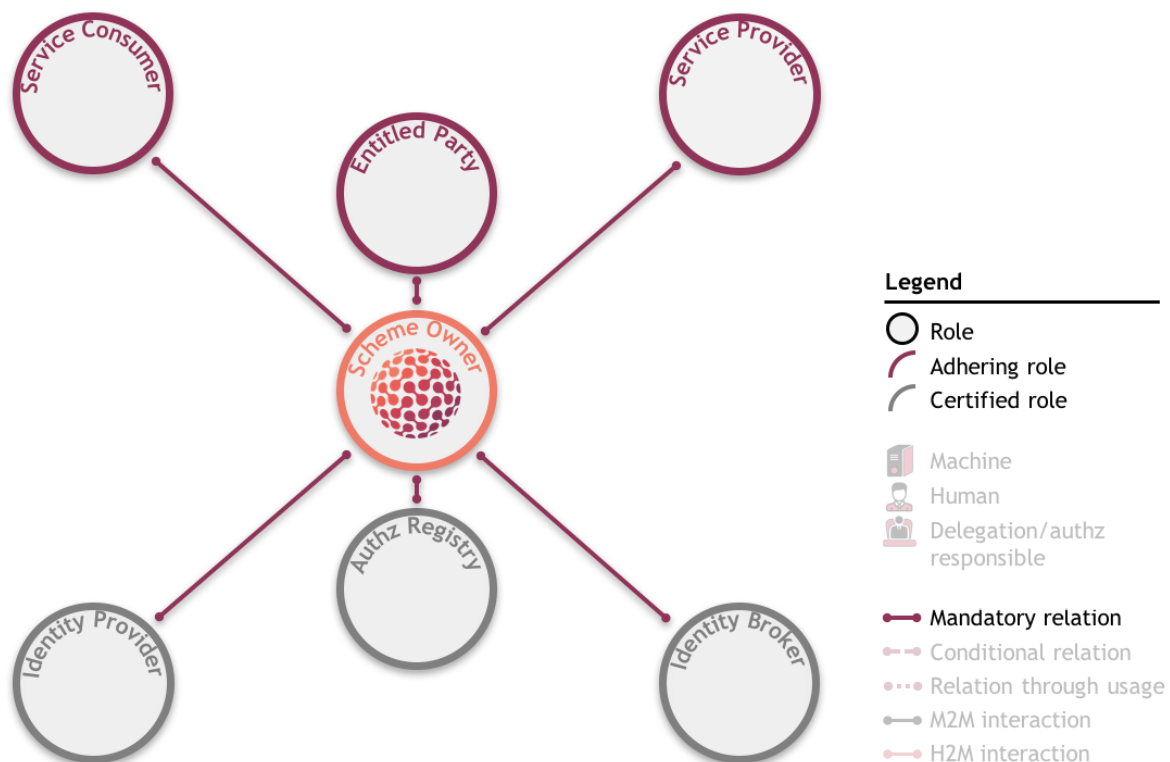 Service Consumer
Service Provider
Entitled Party
Scheme Owner
Authz Registry
Identity Provider
Identity Broker
Legend
Role
Adhering role
Certified role
Machine
Human
Delegation/authz
responsible
Mandatory relation
Conditional relation
Relation through usage
M2M interaction
H2M interaction